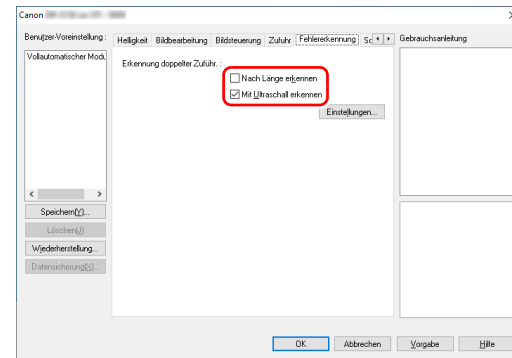 Canon
Benutzer-Voreinstellung :
Vollautomatischer Modu
Speichern(Y)...
Löschen(J)
Wiederherstellung...
Datensicherung(X)...
Helligkeit Bildbearbeitung Bildsteuerung Zufuhr Fehlererkennung Sc
Erkennung doppelter Zuführ. :
Nach Länge erkennen
Mit Ultraschall erkennen
Einstellungen...
Gebrauchsanleitung
OK Abbrechen Vorgabe Hilfe